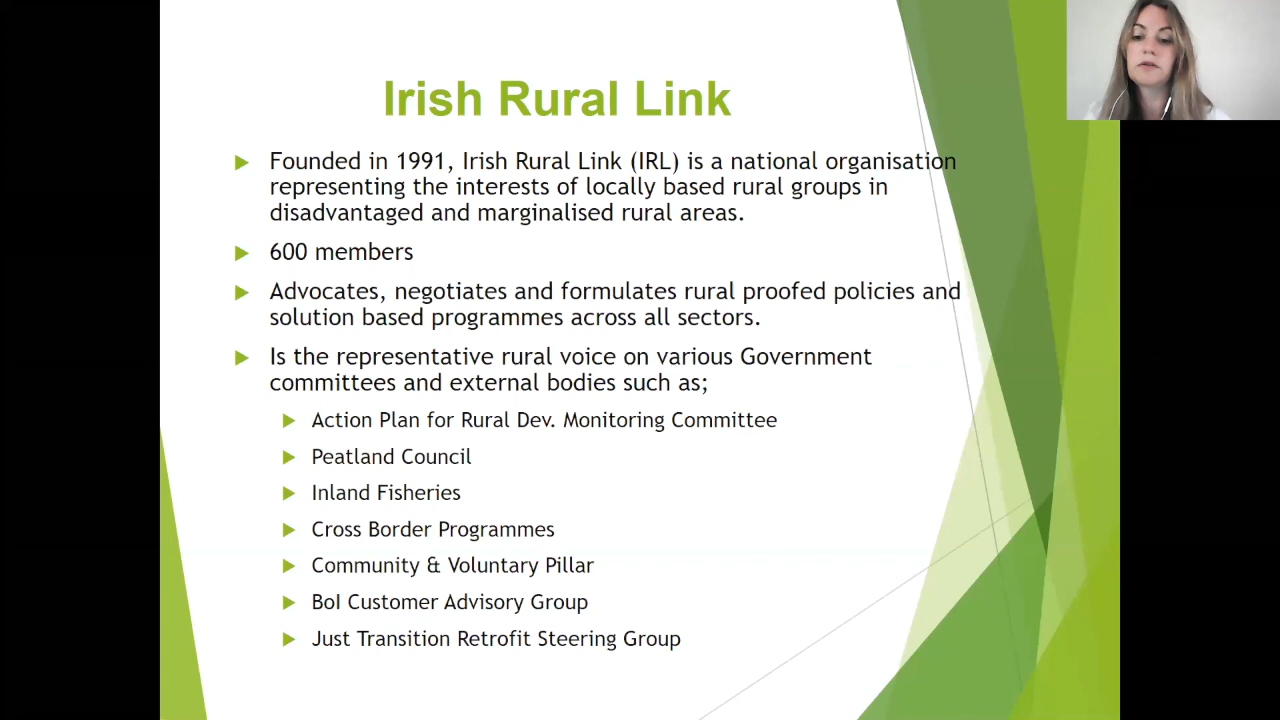 Irish Rural Link
Founded in 1991, Irish Rural Link (IRL) is a national organisation
representing the interests of locally based rural groups in
disadvantaged and marginalised rural areas.
600 members
Advocates, negotiates and formulates rural proofed policies and
solution based programmes across all sectors.
Is the representative rural voice on various Government
committees and external bodies such as;
Action Plan for Rural Dev. Monitoring Committee
Peatland Council
Inland Fisheries
Cross Border Programmes
Community & Voluntary Pillar
BoI Customer Advisory Group
Just Transition Retrofit Steering Group